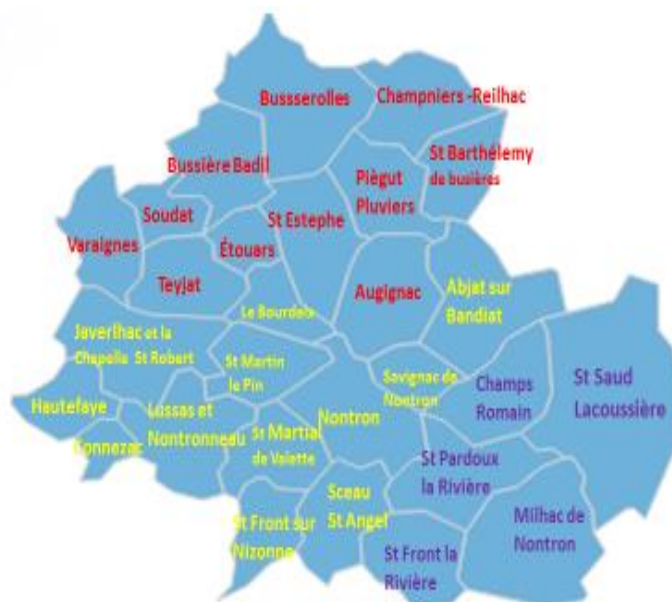 Bussserolles
Champniers -Reilhac
St Barthélemy
de busières
Bussière Badil
Piègut
Pluviers
Soudat
St Estephe
Varaignes
Étouars
Teyjat
Augignac
Abjat sur
Bandiat
Le Bourdeix
Javerlhac et la
Chapelle St Robert
St Martin
le Pin
Savignac de
Nontron
Champs
Romain
St Saud
Lacoussière
Hautefaye
Lussas et
Nontronneau
Nontron
Connezac
St Martial
de Valette
St Pardoux
la Rivière
Sceau
St Angel
St Front sur
Nizonne
Milhac de
Nontron
St Front la
Rivière